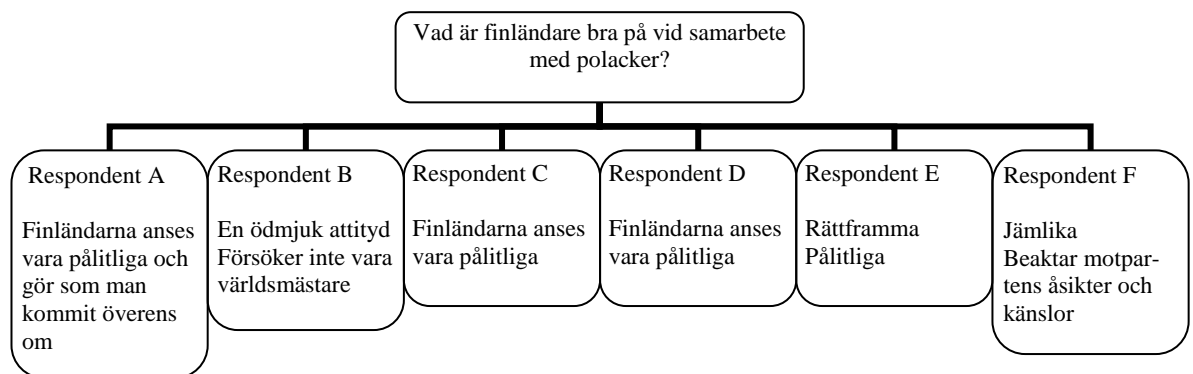 Vad är finländare bra på vid samarbete
med polacker?
Respondent A
Finländarna anses
vara pålitliga och
gör som man
kommit överens
om
Respondent B
En ödmjuk attityd
Försöker inte vara
världsmästare
Respondent C
Finländarna anses
vara pålitliga
Respondent D
Finländarna anses
vara pålitliga
Respondent E
Rättframma
Pålitliga
Respondent F
Jämlika
Beaktar motpar-
tens åsikter och
känslor